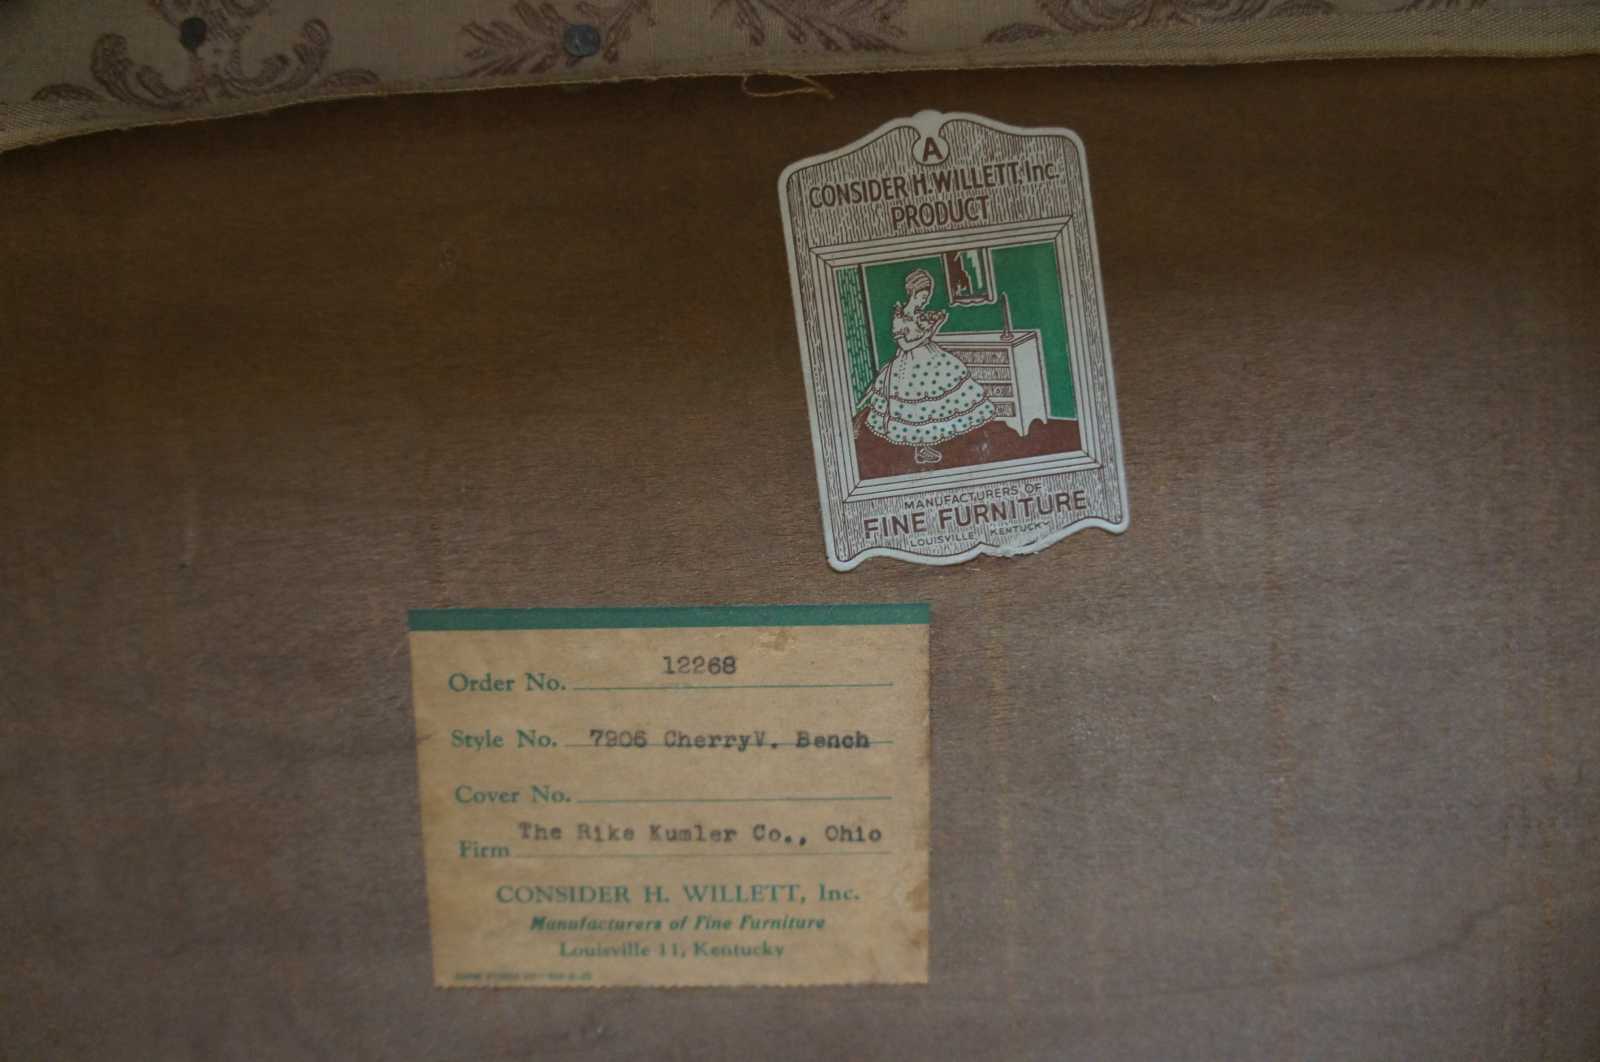 A
CONSIDER H. WILLETT, Inc.
PRODUCT
MANUFACTURERS OF
FINE FURNITURE
LOUISVILLE KENTUCKY
Order No. 12268
Style No. 7906 CherryV. Bench
Cover No.
Firm The Rike Kumler Co., Ohio
CONSIDER H. WILLETT, Inc.
Manufacturers of Fine Furniture
Louisville 11, Kentucky